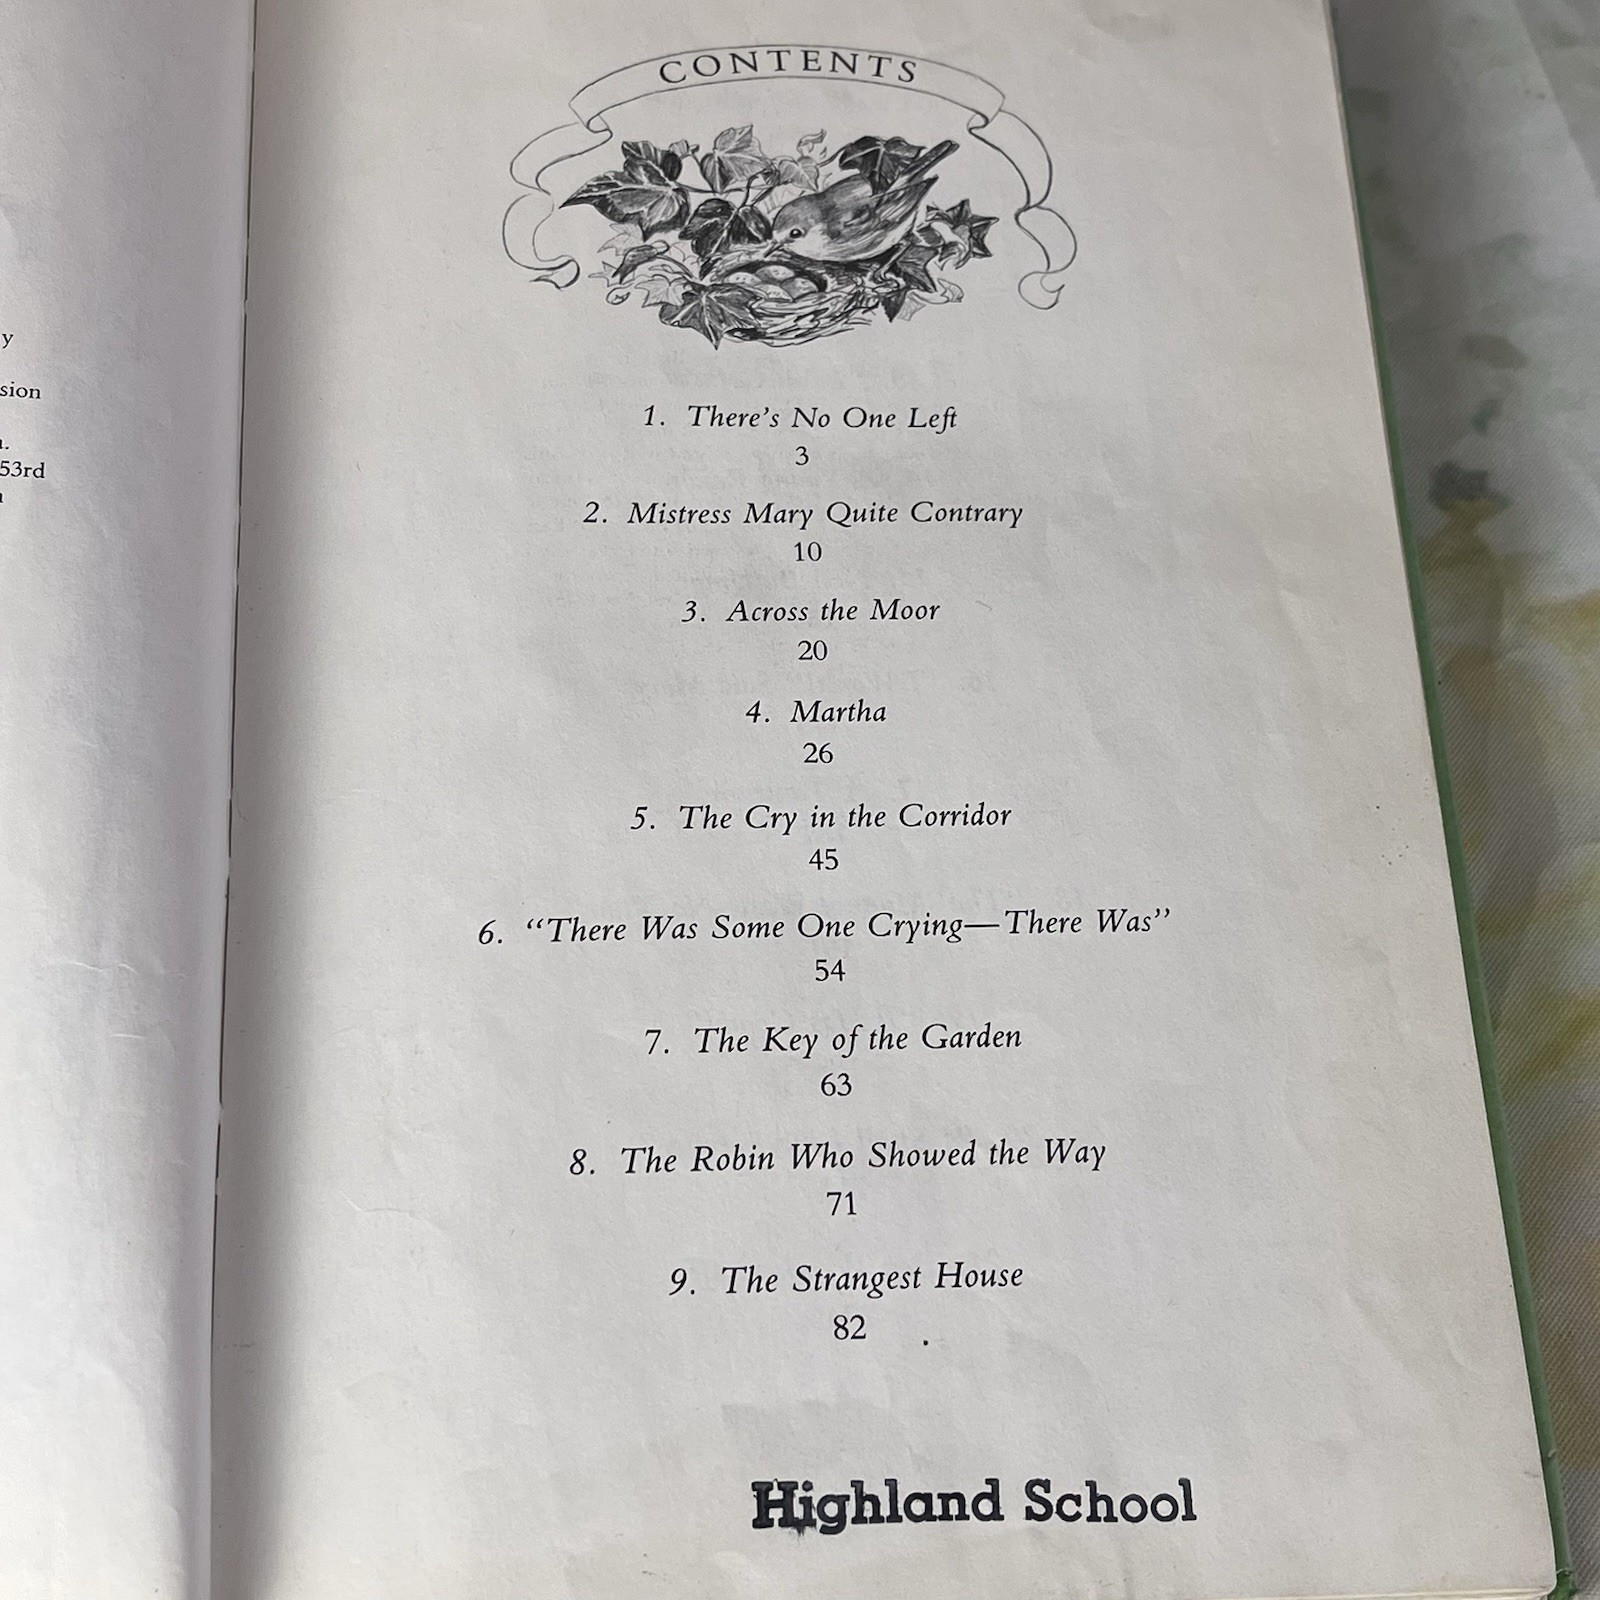 y
sion
53rd
CONTENTS
1. There's No One Left
3
2. Mistress Mary Quite Contrary
10
3. Across the Moor
20
4. Martha
26
5. The Cry in the Corridor
45
6. “There Was Some One Crying—There Was”
54
7. The Key of the Garden
63
8. The Robin Who Showed the Way
71
9. The Strangest House
82
Highland School